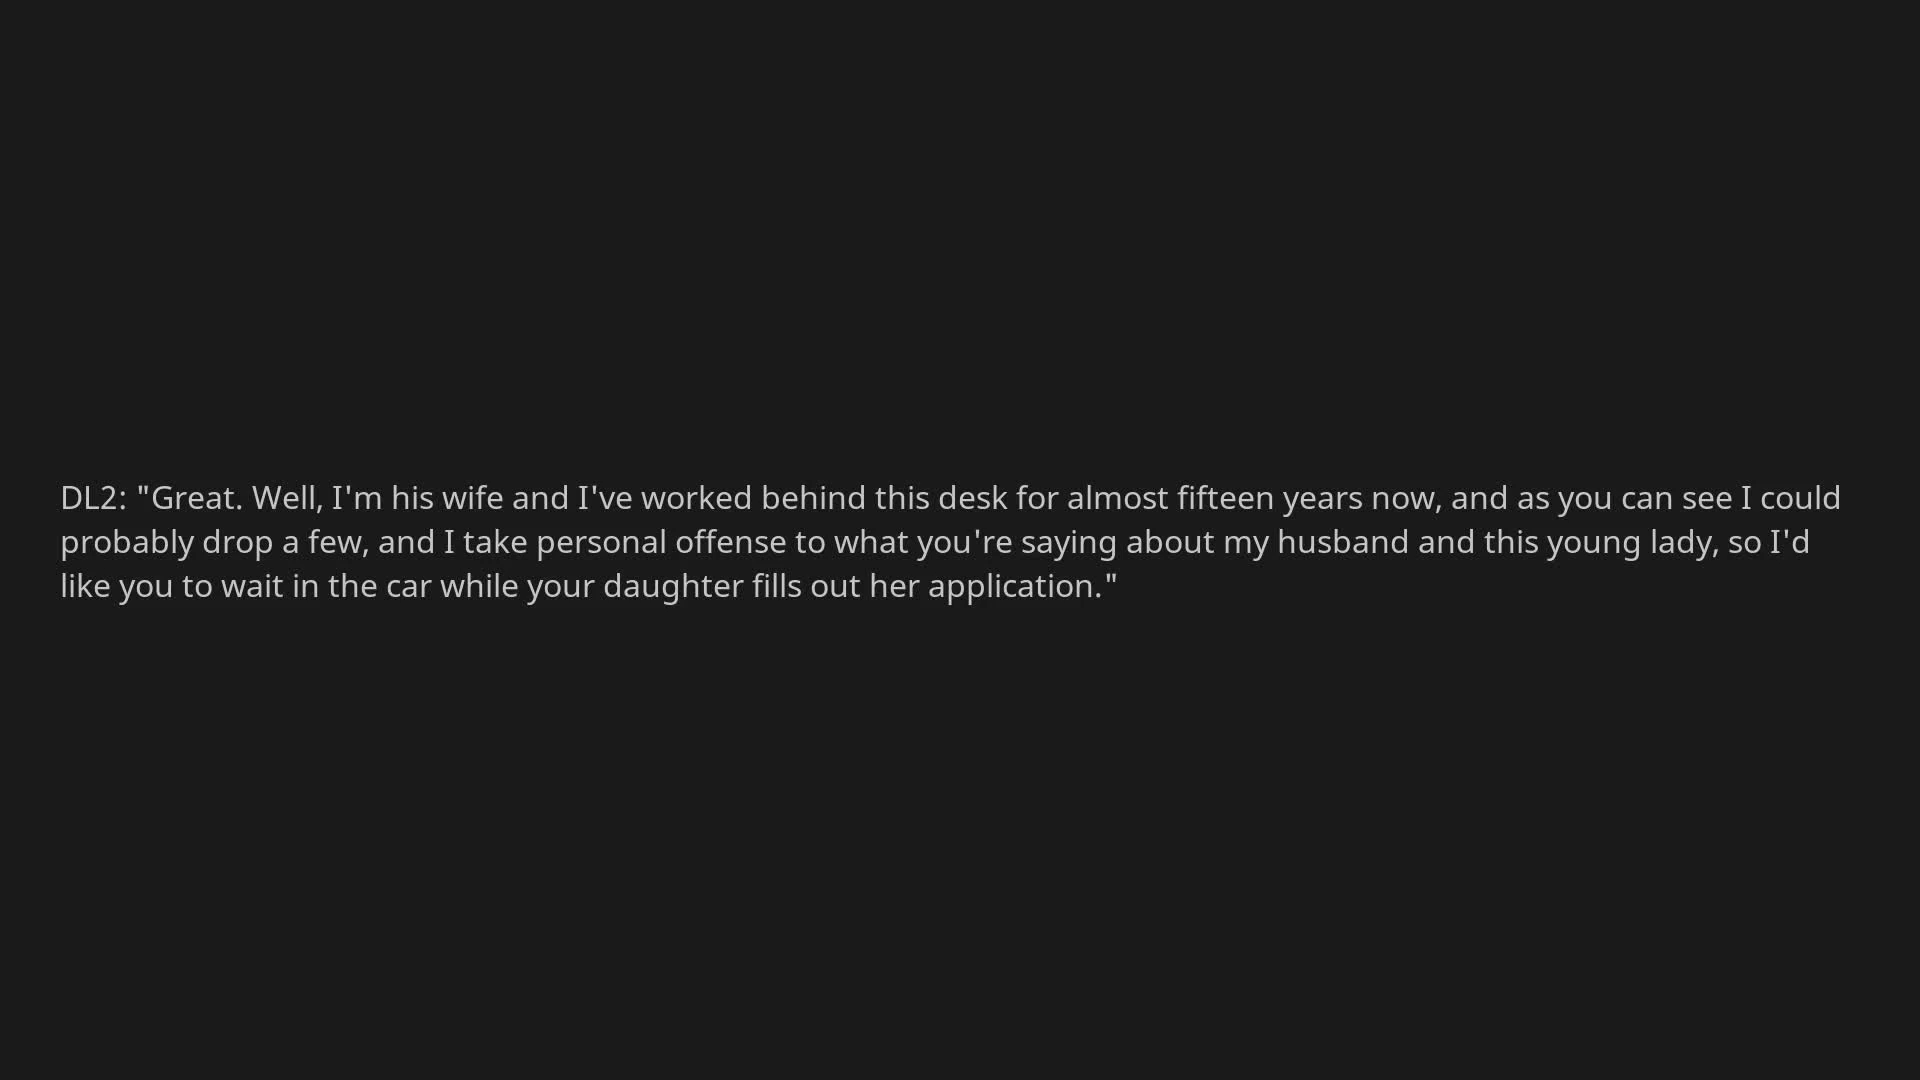 DL2: "Great. Well, I'm his wife and I've worked behind this desk for almost fifteen years now, and as you can see I could
probably drop a few, and I take personal offense to what you're saying about my husband and this young lady, so I'd
like you to wait in the car while your daughter fills out her application."